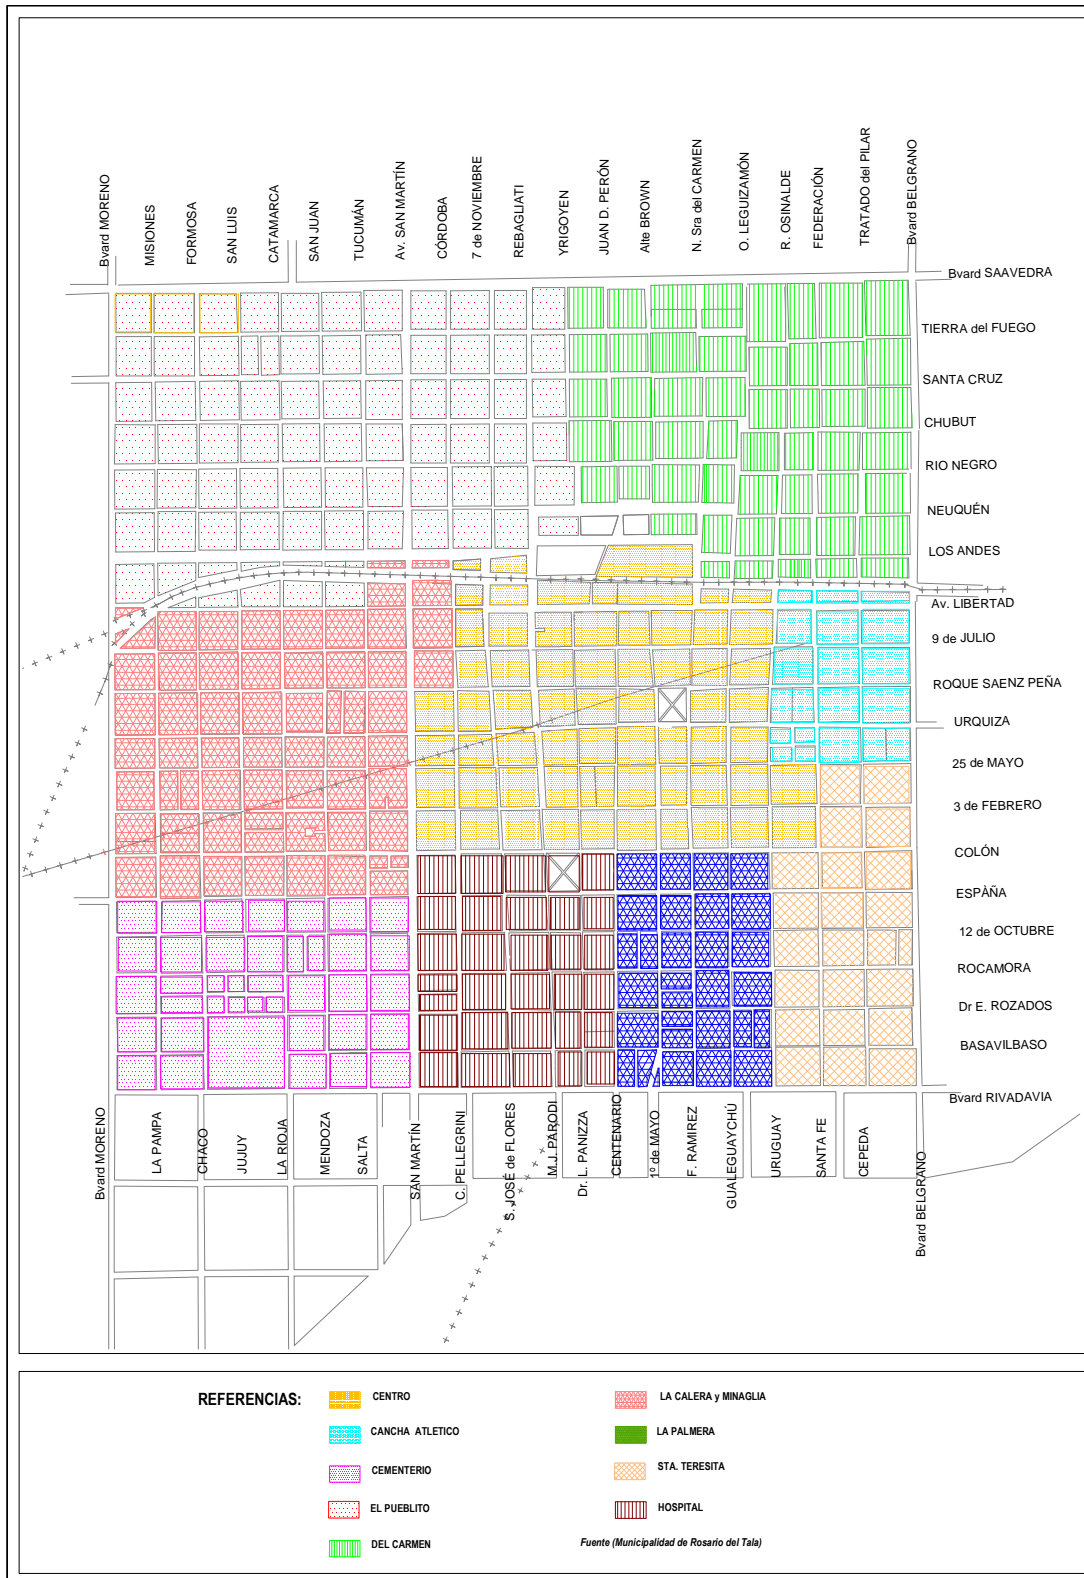 Bvard MORENO
MISIONES
FORMOSA
SAN LUIS
CATAMARCA
SAN JUAN
TUCUMÁN
Av. SAN MARTÍN
CÓRDOBA
7 de NOVIEMBRE
REBAGLIATI
YRIGOYEN
JUAN D. PERÓN
Alte BROWN
N. Sra del CARMEN
O. LEGUIZAMÓN
R. OSINALDE
FEDERACIÓN
TRATADO del PILAR
Bvard BELGRANO
Bvard SAAVEDRA
TIERRA del FUEGO
SANTA CRUZ
CHUBUT
RIO NEGRO
NEUQUÉN
LOS ANDES
Av. LIBERTAD
9 de JULIO
ROQUE SAENZ PEÑA
URQUIZA
25 de MAYO
3 de FEBRERO
COLÓN
ESPÀÑA
12 de OCTUBRE
ROCAMORA
Dr E. ROZADOS
BASAVILBASO
Bvard RIVADAVIA
Bvard MORENO
LA PAMPA
CHACO
JUJUY
LA RIOJA
MENDOZA
SALTA
SAN MARTÍN
C. PELLEGRINI
S. JOSÉ de FLORES
M.J. PARODI
Dr. L. PANIZZA
CENTENARIO
1º de MAYO
F. RAMIREZ
GUALEGUAYCHÚ
URUGUAY
SANTA FE
CEPEDA
Bvard BELGRANO
REFERENCIAS:
CENTRO
CANCHA ATLETICO
CEMENTERIO
EL PUEBLITO
DEL CARMEN
LA CALERA y MINAGLIA
LA PALMERA
STA. TERESITA
HOSPITAL
Fuente (Municipalidad de Rosario del Tala)